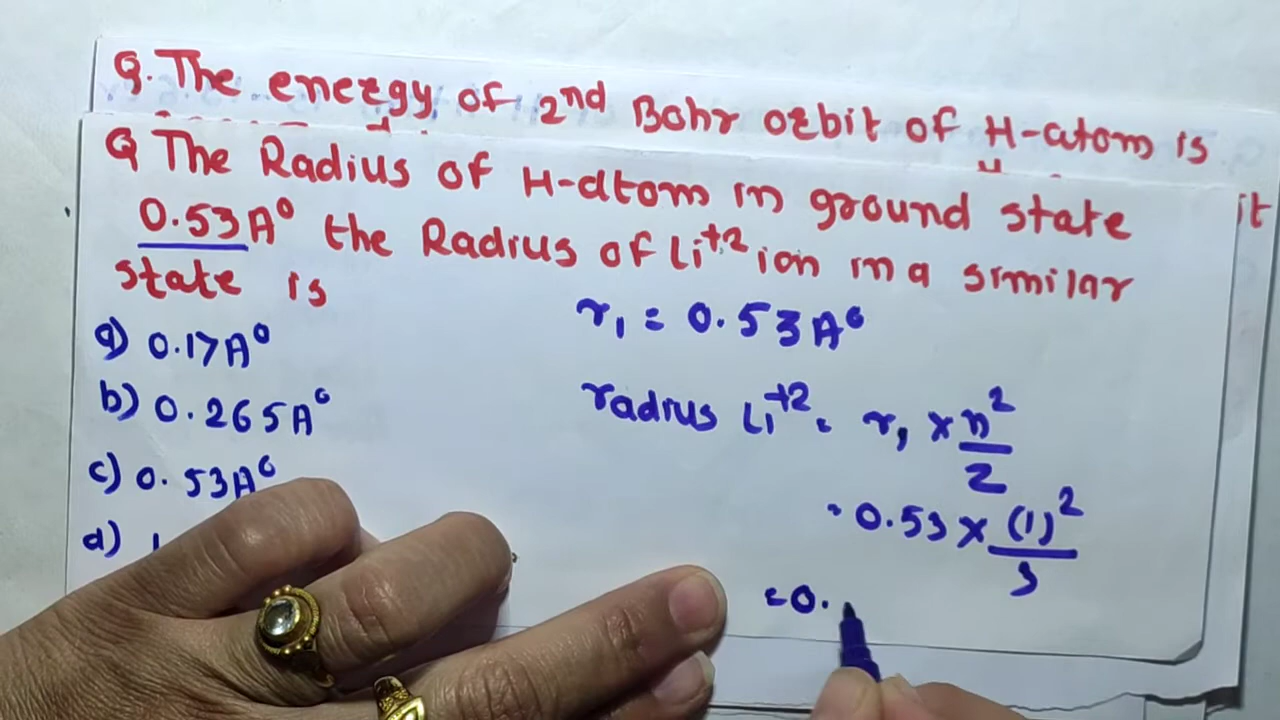 Q. The energy of 2nd Bohr orbit of H-atom is
it
Q The Radius of H-atom in ground state
0.53A° the Radius of Li+2 ion in a similar
state is
a) 0.17A°
b) 0.265A°
c) 0.53A°
d)
r1 = 0.53A°
radius Li+2 = r1 × n2/Z
= 0.53 × (1)2/3
= 0.